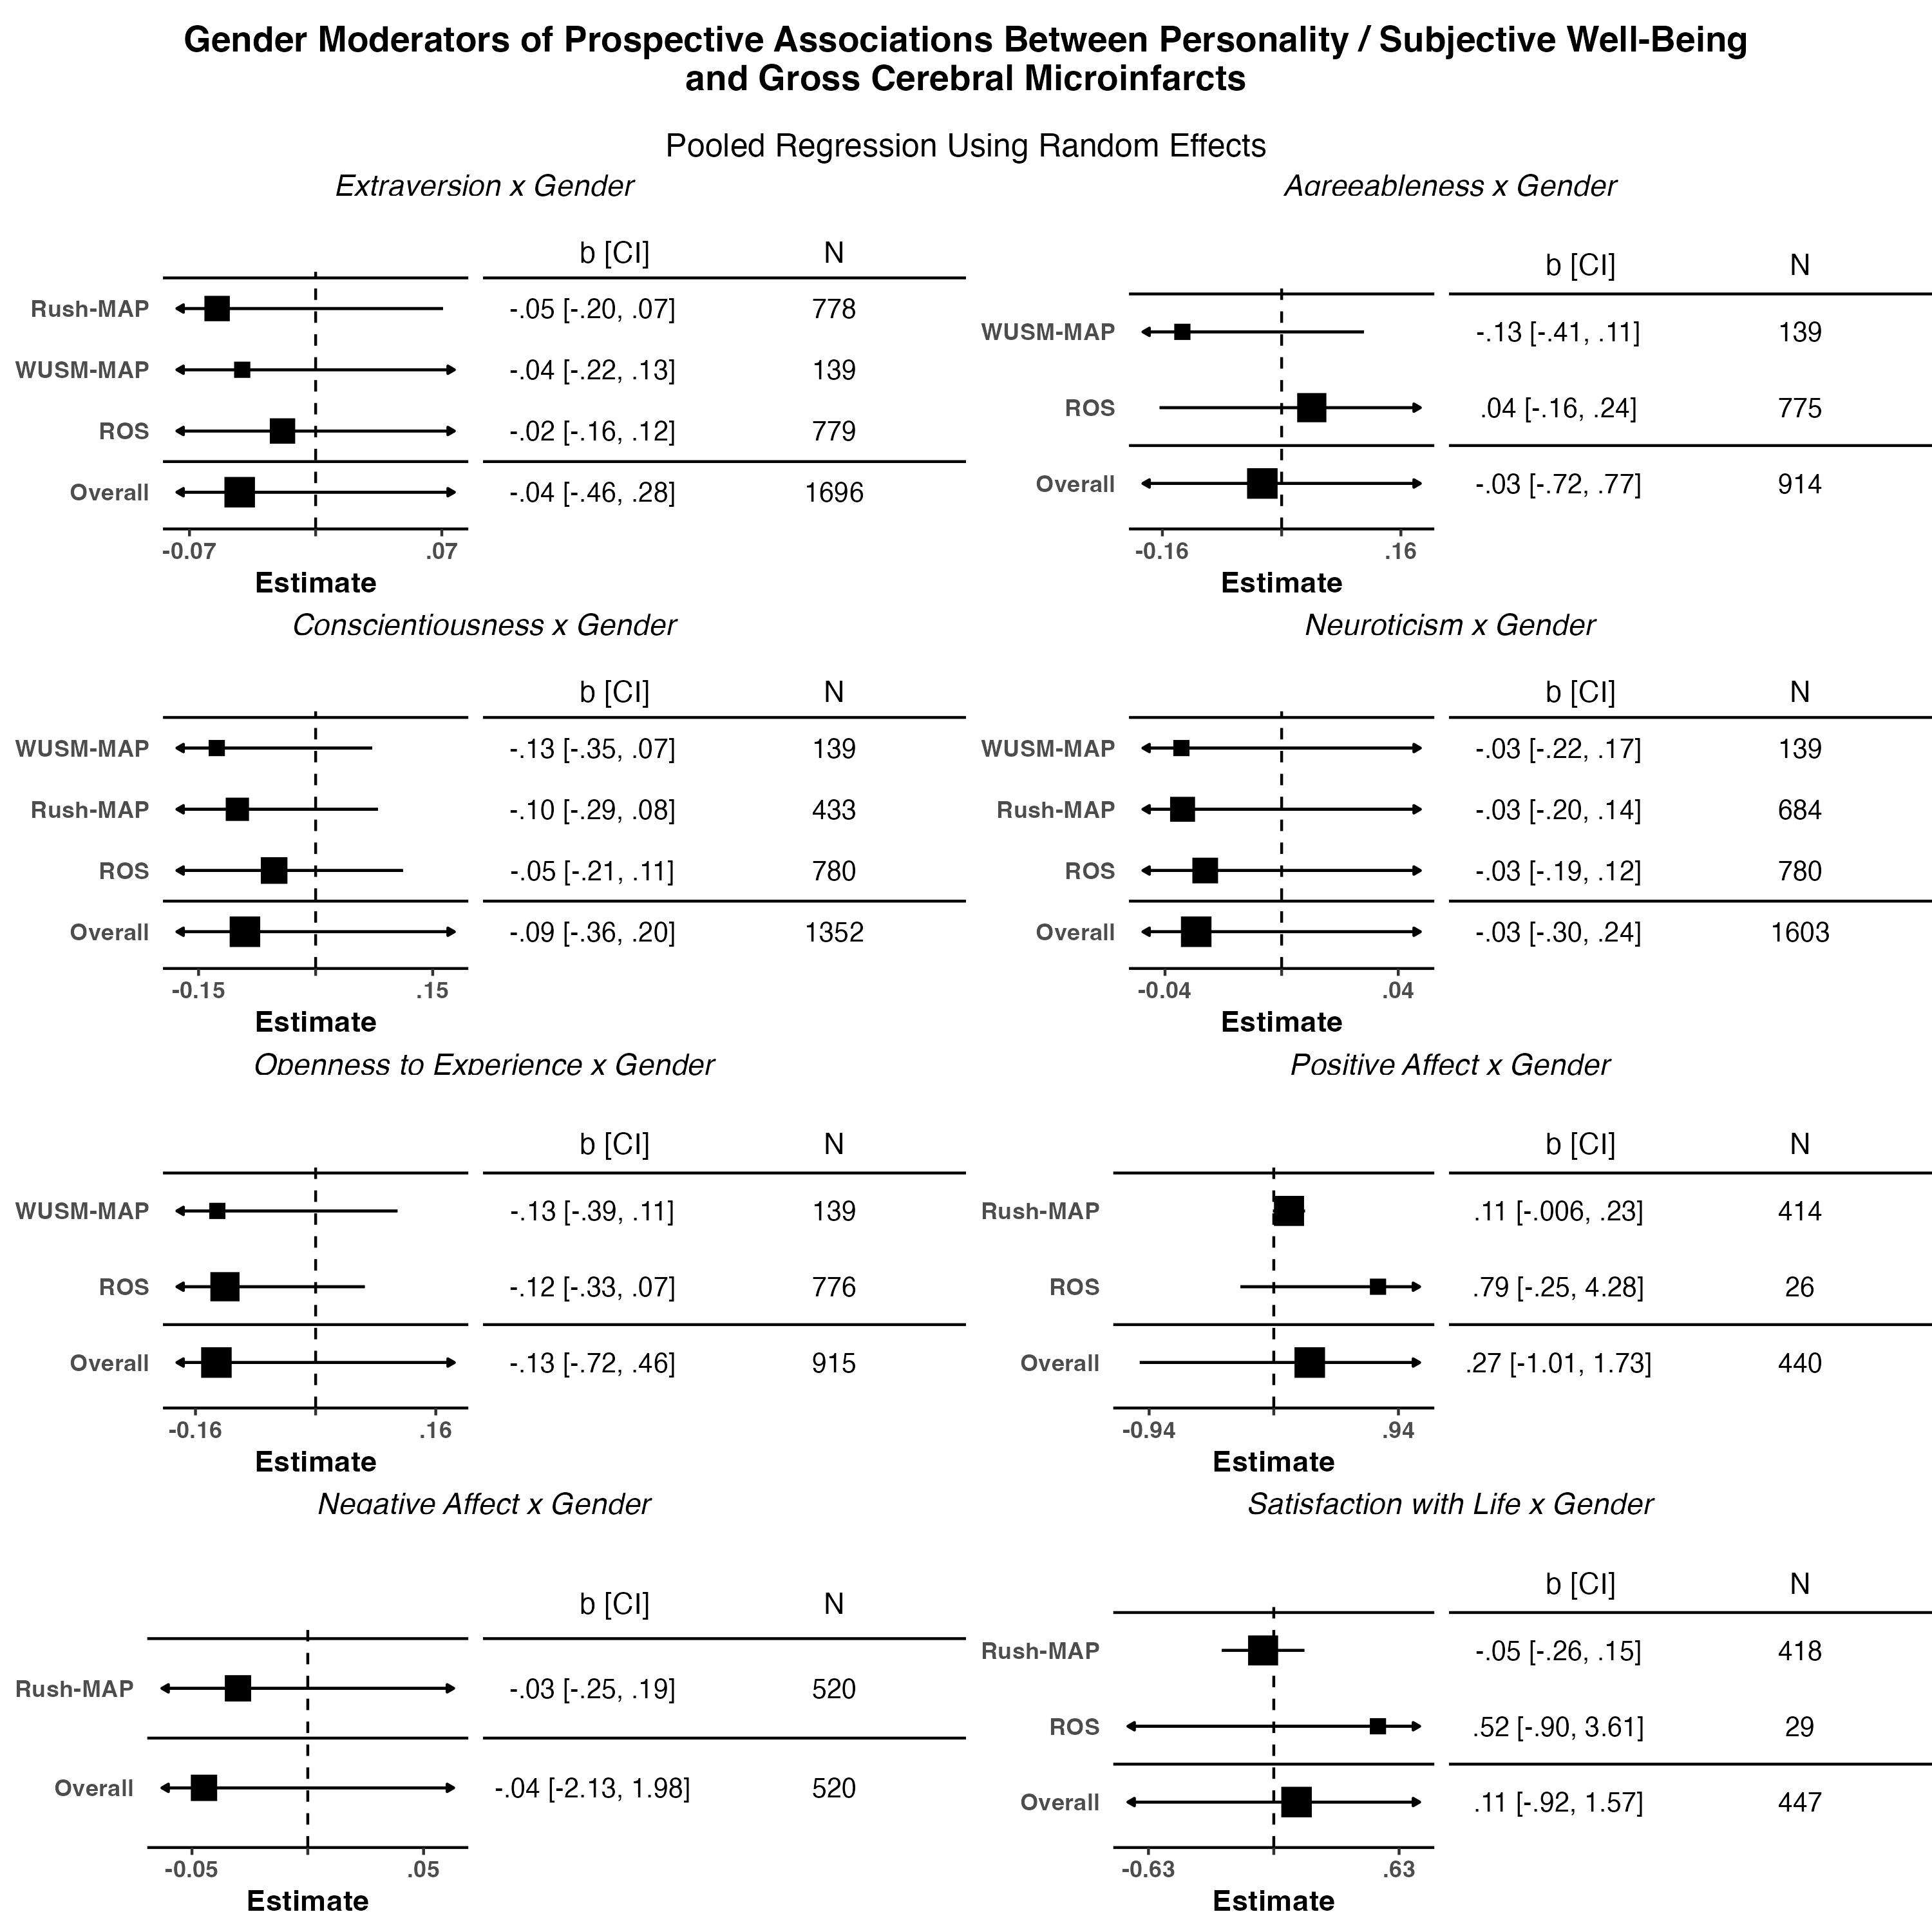 Gender Moderators of Prospective Associations Between Personality / Subjective Well-Being
and Gross Cerebral Microinfarcts
Pooled Regression Using Random Effects
Extraversion x Gender
b [CI] N
Rush-MAP -.05 [-.20, .07] 778
WUSM-MAP -.04 [-.22, .13] 139
ROS -.02 [-.16, .12] 779
Overall -.04 [-.46, .28] 1696
-0.07 .07
Estimate
Agreeableness x Gender
b [CI] N
WUSM-MAP -.13 [-.41, .11] 139
ROS .04 [-.16, .24] 775
Overall -.03 [-.72, .77] 914
-0.16 .16
Estimate
Conscientiousness x Gender
b [CI] N
WUSM-MAP -.13 [-.35, .07] 139
Rush-MAP -.10 [-.29, .08] 433
ROS -.05 [-.21, .11] 780
Overall -.09 [-.36, .20] 1352
-0.15 .15
Estimate
Neuroticism x Gender
b [CI] N
WUSM-MAP -.03 [-.22, .17] 139
Rush-MAP -.03 [-.20, .14] 684
ROS -.03 [-.19, .12] 780
Overall -.03 [-.30, .24] 1603
-0.04 .04
Estimate
Openness to Experience x Gender
b [CI] N
WUSM-MAP -.13 [-.39, .11] 139
ROS -.12 [-.33, .07] 776
Overall -.13 [-.72, .46] 915
-0.16 .16
Estimate
Positive Affect x Gender
b [CI] N
Rush-MAP .11 [-.006, .23] 414
ROS .79 [-.25, 4.28] 26
Overall .27 [-1.01, 1.73] 440
-0.94 .94
Estimate
Negative Affect x Gender
b [CI] N
Rush-MAP -.03 [-.25, .19] 520
Overall -.04 [-2.13, 1.98] 520
-0.05 .05
Estimate
Satisfaction with Life x Gender
b [CI] N
Rush-MAP -.05 [-.26, .15] 418
ROS .52 [-.90, 3.61] 29
Overall .11 [-.92, 1.57] 447
-0.63 .63
Estimate